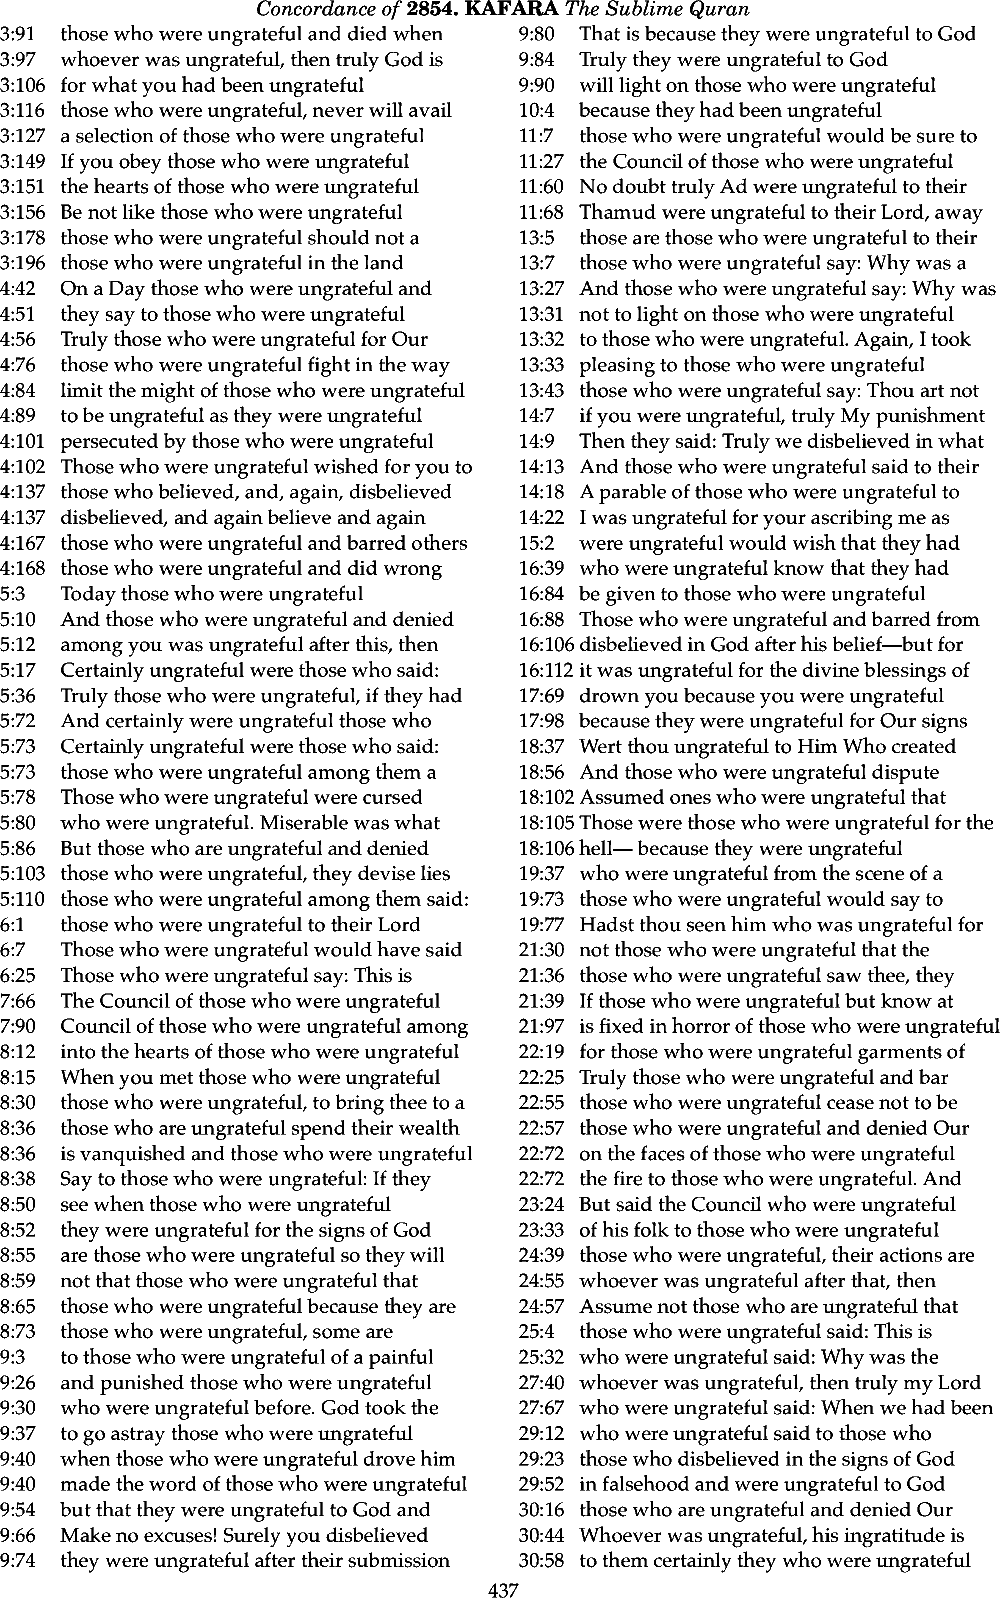 Concordance of 2854. KAFARA The Sublime Quran
3:91 those who were ungrateful and died when
3:97 whoever was ungrateful, then truly God is
3:106 for what you had been ungrateful
3:116 those who were ungrateful, never will avail
3:127 a selection of those who were ungrateful
3:149 If you obey those who were ungrateful
3:151 the hearts of those who were ungrateful
3:156 Be not like those who were ungrateful
3:178 those who were ungrateful should not a
3:196 those who were ungrateful in the land
4:42 On a Day those who were ungrateful and
4:51 they say to those who were ungrateful
4:56 Truly those who were ungrateful for Our
4:76 those who were ungrateful fight in the way
4:84 limit the might of those who were ungrateful
4:89 to be ungrateful as they were ungrateful
4:101 persecuted by those who were ungrateful
4:102 Those who were ungrateful wished for you to
4:137 those who believed, and, again, disbelieved
4:137 disbelieved, and again believe and again
4:167 those who were ungrateful and barred others
4:168 those who were ungrateful and did wrong
5:3 Today those who were ungrateful
5:10 And those who were ungrateful and denied
5:12 among you was ungrateful after this, then
5:17 Certainly ungrateful were those who said:
5:36 Truly those who were ungrateful, if they had
5:72 And certainly were ungrateful those who
5:73 Certainly ungrateful were those who said:
5:73 those who were ungrateful among them a
5:78 Those who were ungrateful were cursed
5:80 who were ungrateful. Miserable was what
5:86 But those who are ungrateful and denied
5:103 those who were ungrateful, they devise lies
5:110 those who were ungrateful among them said:
6:1 those who were ungrateful to their Lord
6:7 Those who were ungrateful would have said
6:25 Those who were ungrateful say: This is
7:66 The Council of those who were ungrateful
7:90 Council of those who were ungrateful among
8:12 into the hearts of those who were ungrateful
8:15 When you met those who were ungrateful
8:30 those who were ungrateful, to bring thee to a
8:36 those who are ungrateful spend their wealth
8:36 is vanquished and those who were ungrateful
8:38 Say to those who were ungrateful: If they
8:50 see when those who were ungrateful
8:52 they were ungrateful for the signs of God
8:55 are those who were ungrateful so they will
8:59 not that those who were ungrateful that
8:65 those who were ungrateful because they are
8:73 those who were ungrateful, some are
9:3 to those who were ungrateful of a painful
9:26 and punished those who were ungrateful
9:30 who were ungrateful before. God took the
9:37 to go astray those who were ungrateful
9:40 when those who were ungrateful drove him
9:40 made the word of those who were ungrateful
9:54 but that they were ungrateful to God and
9:66 Make no excuses! Surely you disbelieved
9:74 they were ungrateful after their submission
9:80 That is because they were ungrateful to God
9:84 Truly they were ungrateful to God
9:90 will light on those who were ungrateful
10:4 because they had been ungrateful
11:7 those who were ungrateful would be sure to
11:27 the Council of those who were ungrateful
11:60 No doubt truly Ad were ungrateful to their
11:68 Thamud were ungrateful to their Lord, away
13:5 those are those who were ungrateful to their
13:7 those who were ungrateful say: Why was a
13:27 And those who were ungrateful say: Why was
13:31 not to light on those who were ungrateful
13:32 to those who were ungrateful. Again, I took
13:33 pleasing to those who were ungrateful
13:43 those who were ungrateful say: Thou art not
14:7 if you were ungrateful, truly My punishment
14:9 Then they said: Truly we disbelieved in what
14:13 And those who were ungrateful said to their
14:18 A parable of those who were ungrateful to
14:22 I was ungrateful for your ascribing me as
15:2 were ungrateful would wish that they had
16:39 who were ungrateful know that they had
16:84 be given to those who were ungrateful
16:88 Those who were ungrateful and barred from
16:106 disbelieved in God after his belief—but for
16:112 it was ungrateful for the divine blessings of
17:69 drown you because you were ungrateful
17:98 because they were ungrateful for Our signs
18:37 Wert thou ungrateful to Him Who created
18:56 And those who were ungrateful dispute
18:102 Assumed ones who were ungrateful that
18:105 Those were those who were ungrateful for the
18:106 hell— because they were ungrateful
19:37 who were ungrateful from the scene of a
19:73 those who were ungrateful would say to
19:77 Hadst thou seen him who was ungrateful for
21:30 not those who were ungrateful that the
21:36 those who were ungrateful saw thee, they
21:39 If those who were ungrateful but know at
21:97 is fixed in horror of those who were ungrateful
22:19 for those who were ungrateful garments of
22:25 Truly those who were ungrateful and bar
22:55 those who were ungrateful cease not to be
22:57 those who were ungrateful and denied Our
22:72 on the faces of those who were ungrateful
22:72 the fire to those who were ungrateful. And
23:24 But said the Council who were ungrateful
23:33 of his folk to those who were ungrateful
24:39 those who were ungrateful, their actions are
24:55 whoever was ungrateful after that, then
24:57 Assume not those who are ungrateful that
25:4 those who were ungrateful said: This is
25:32 who were ungrateful said: Why was the
27:40 whoever was ungrateful, then truly my Lord
27:67 who were ungrateful said: When we had been
29:12 who were ungrateful said to those who
29:23 those who disbelieved in the signs of God
29:52 in falsehood and were ungrateful to God
30:16 those who are ungrateful and denied Our
30:44 Whoever was ungrateful, his ingratitude is
30:58 to them certainly they who were ungrateful
437